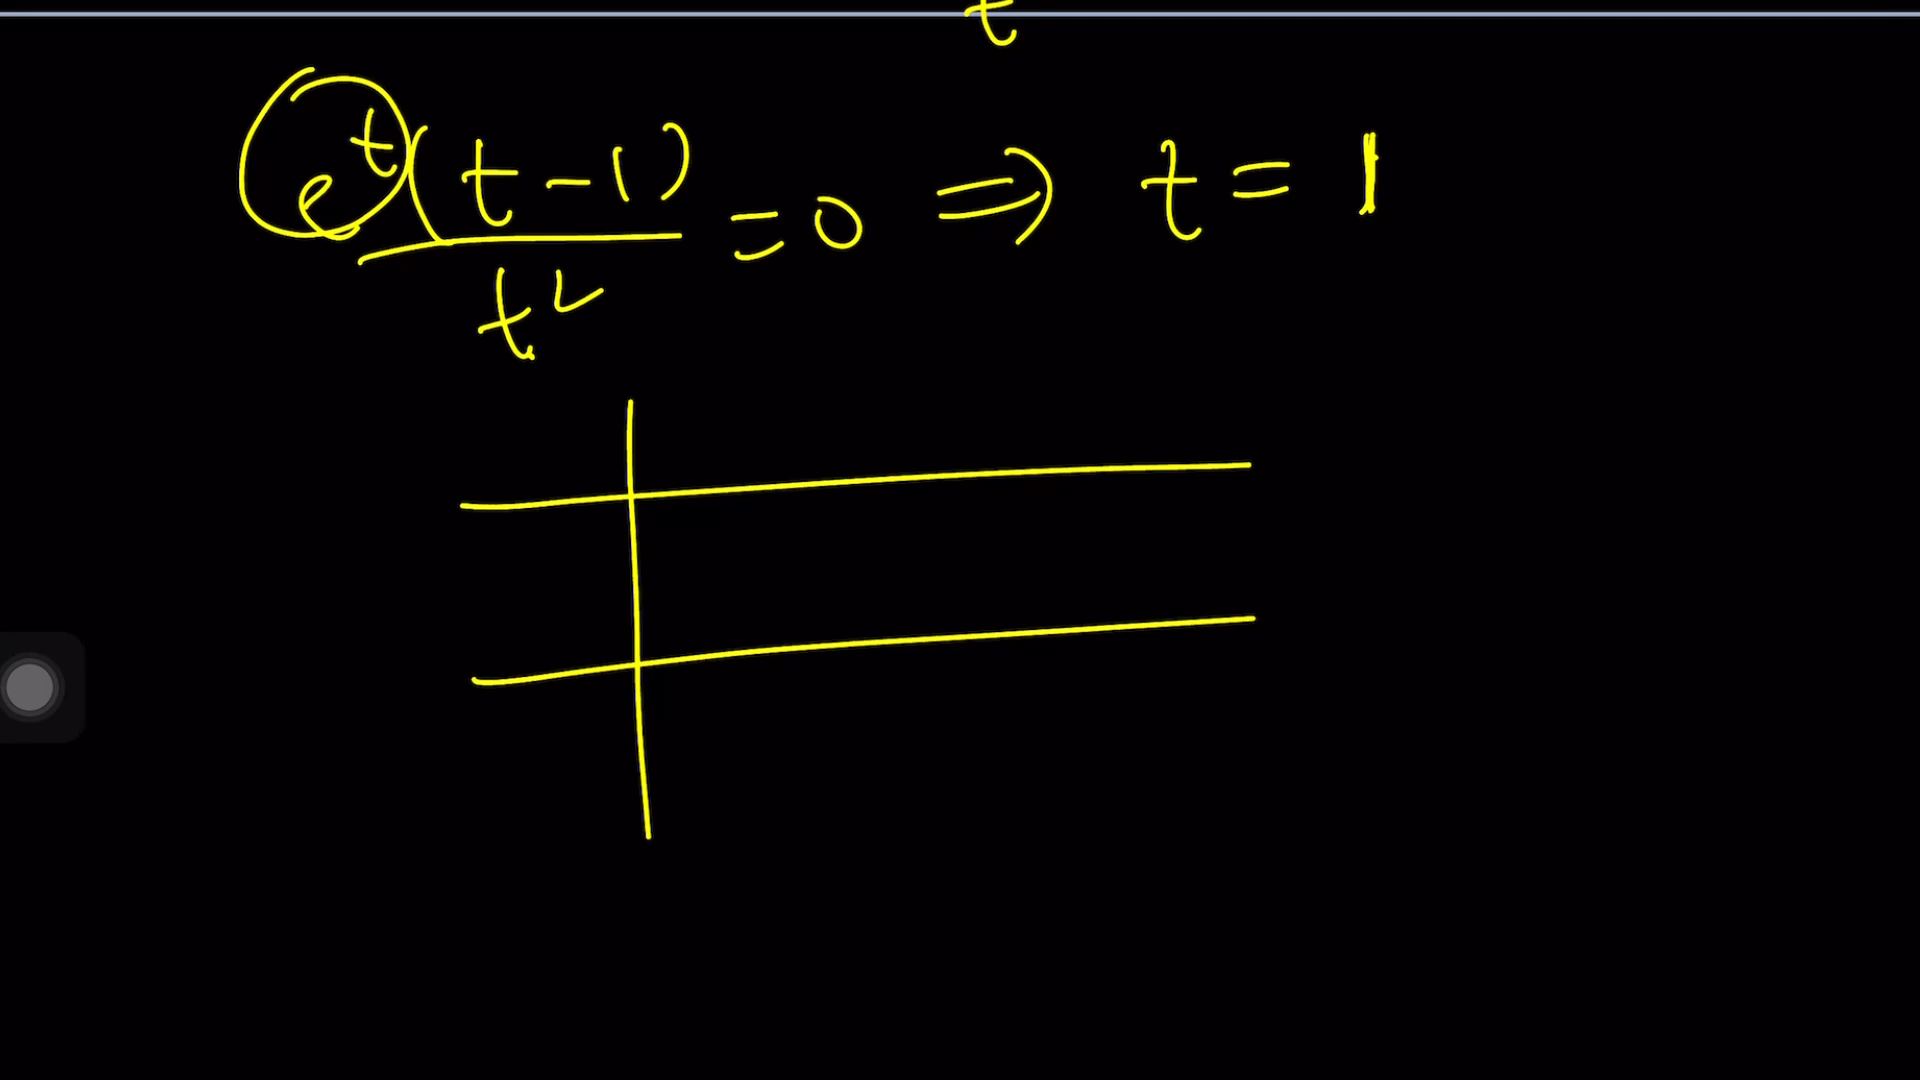 t
e^t(t-1)/t^2 = 0 ⇒ t = 1